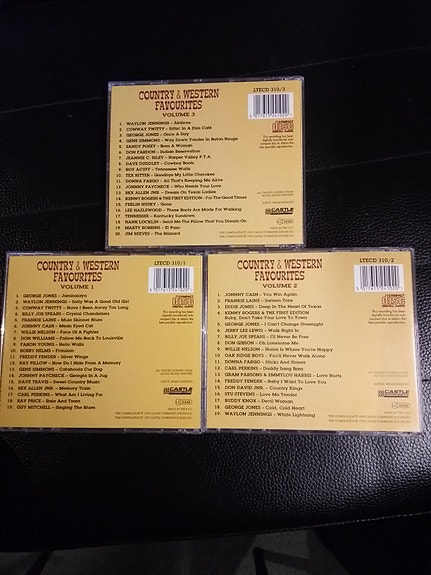 COUNTRY & WESTERN
FAVOURITES
VOLUME 3
LTECD 310/3
1. WAYLON JENNINGS – Abilene
2. CONWAY TWITTY – Sittin' In A Dim Café
3. GEORGE JONES – Once A Day
4. GENE SIMMONS – Way Down Yonder In Baton Rouge
5. SANDY POSEY – Born A Woman
6. DON FARDON – Indian Reservation
7. JEANNIE C. RILEY – Harper Valley P.T.A.
8. DAVE DUDLEY – Cowboy Boots
9. ROY ACUFF – Tennessee Waltz
10. TEX RITTER – Goodbye My Little Cherokee
11. DONNA FARGO – All That's Keeping Me Alive
12. JOHNNY PAYCHECK – Who Needs Your Love
13. REX ALLEN JNR. – Dream On Texas Ladies
14. KENNY ROGERS & THE FIRST EDITION – For The Good Times
15. FERLIN HUSKY – Gone
16. LEE HAZLEWOOD – These Boots Are Made For Walking
17. TENNESSEE – Kentucky Sundown
18. HANK LOCKLIN – Send Me The Pillow That You Dream On
19. MARTY ROBBINS – El Paso
20. JIM REEVES – The Blizzard
CASTLE
COUNTRY & WESTERN
FAVOURITES
VOLUME 1
LTECD 310/1
1. GEORGE JONES – Jambalaya
2. WAYLON JENNINGS – Sally Was A Good Old Girl
3. CONWAY TWITTY – Have I Been Away Too Long
4. BILLY JOE SPEARS – Crystal Chandeliers
5. FRANKIE LAINE – Mule Skinner Blues
6. JOHNNY CASH – Mean Eyed Cat
7. WILLIE NELSON – Face Of A Fighter
8. DON WILLIAMS – Follow Me Back To Louisville
9. FARON YOUNG – Hello Walls
10. BOBBY HELMS – Fraulein
11. FREDDY FENDER – Silver Wings
12. RAY PILLOW – How Do I Hide From A Memory
13. GENE SIMMONS – Catahoula Cur Dog
14. JOHNNY PAYCHECK – Georgia In A Jug
15. DAVE TRAVIS – Sweet Country Music
16. REX ALLEN JNR. – Memory Train
17. CARL PERKINS – What Am I Living For
18. RAY PRICE – Rain And Tears
19. GUY MITCHELL – Singing The Blues
CASTLE
COUNTRY & WESTERN
FAVOURITES
VOLUME 2
LTECD 310/2
1. JOHNNY CASH – You Win Again
2. FRANKIE LAINE – Sixteen Tons
3. EDDIE JONES – Deep In The Heart Of Texas
4. KENNY ROGERS & THE FIRST EDITION
Ruby, Don't Take Your Love To Town
5. GEORGE JONES – I Can't Change Overnight
6. JERRY LEE LEWIS – Walk Right In
7. BILLY JOE SPEARS – I'll Never Be Free
8. DON GIBSON – Oh Lonesome Me
9. WILLIE NELSON – Home Is Where You're Happy
10. OAK RIDGE BOYS – You'll Never Walk Alone
11. DONNA FARGO – Sticks And Stones
12. CARL PERKINS – Daddy Sang Bass
13. GRAM PARSONS & EMMYLOU HARRIS – Love Hurts
14. FREDDY FENDER – Baby I Want To Love You
15. DON DAVID JNR. – Country Kings
16. STU STEVENS – Love Me Tender
17. BUDDY KNOX – Devil Woman
18. GEORGE JONES – Cold, Cold Heart
19. WAYLON JENNINGS – White Lightning
CASTLE